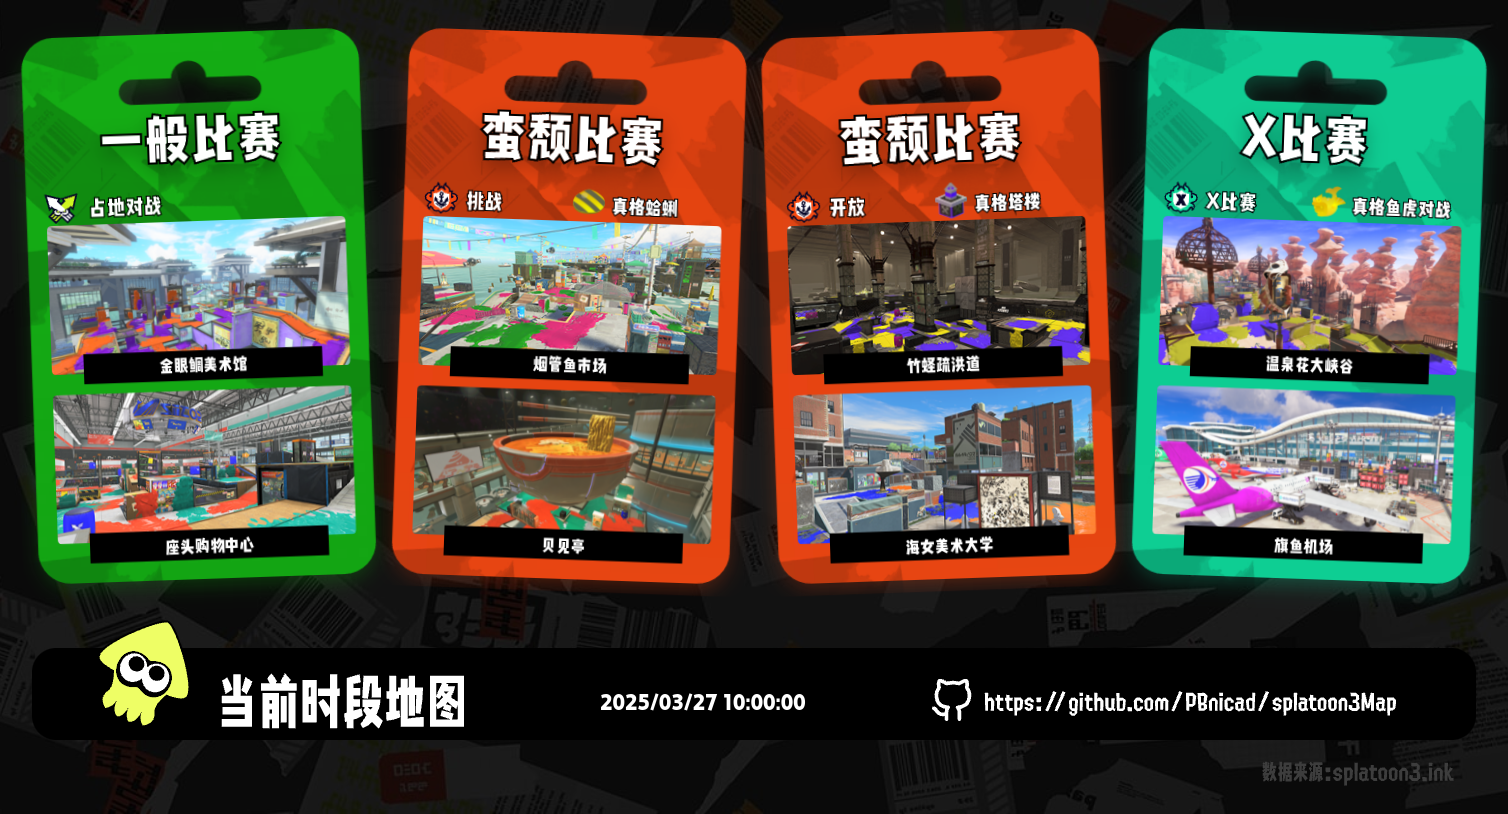 一般比赛
占地对战
金眼鲷美术馆
座头购物中心
蛮颓比赛
挑战
真格蛤蜊
烟管鱼市场
贝见亭
蛮颓比赛
开放
真格塔楼
竹蛏疏洪道
海女美术大学
X比赛
X比赛
真格鱼虎对战
温泉花大峡谷
旗鱼机场
当前时段地图
2025/03/27 10:00:00
https://github.com/PBnicad/splatoon3Map
数据来源:splatoon3.ink